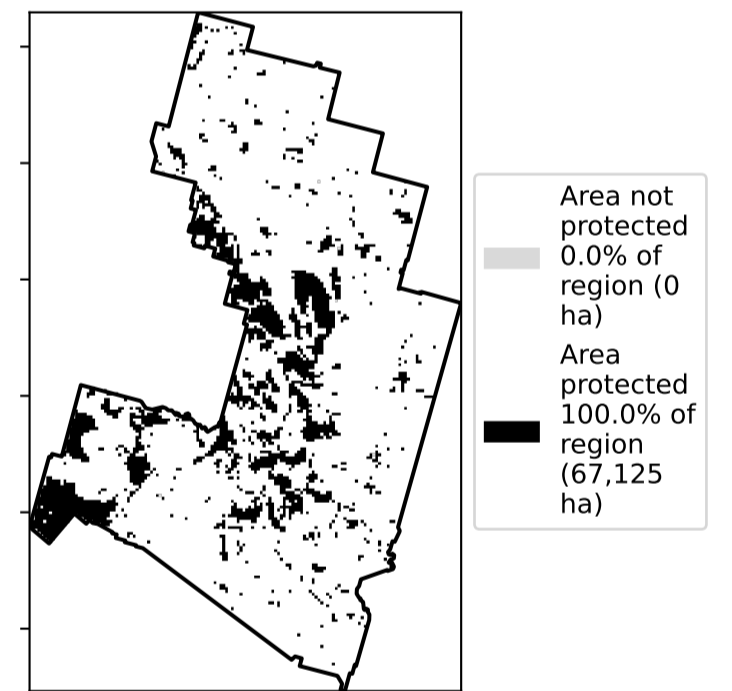 Area not
protected
0.0% of
region (0
ha)
Area
protected
100.0% of
region
(67,125
ha)